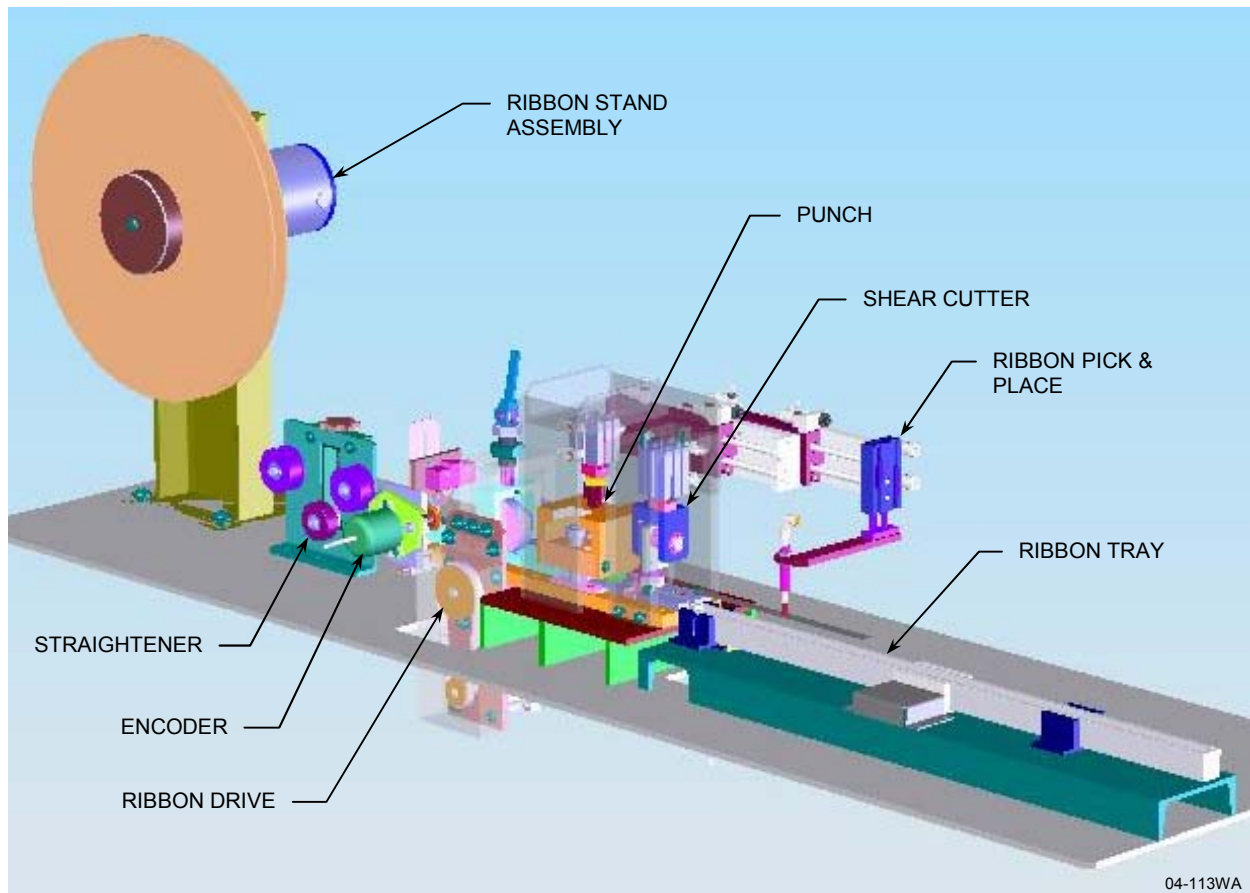 RIBBON STAND
ASSEMBLY
PUNCH
SHEAR CUTTER
RIBBON PICK &
PLACE
RIBBON TRAY
STRAIGHTENER
ENCODER
RIBBON DRIVE
04-113WA